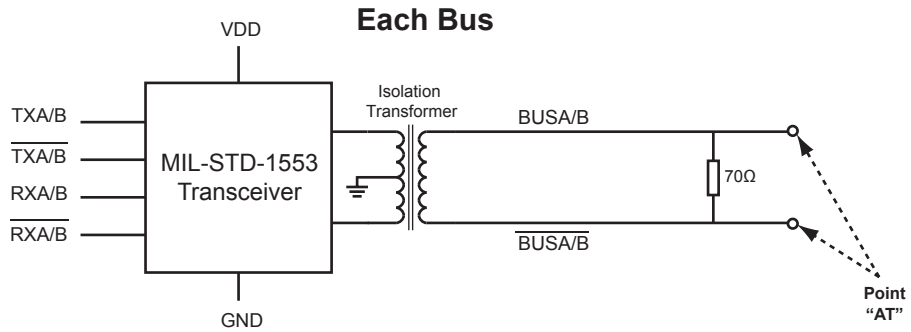 Each Bus
VDD
Isolation
Transformer
TXA/B
TXA/B
RXA/B
RXA/B
MIL-STD-1553
Transceiver
BUSA/B
70Ω
BUSA/B
GND
Point
“AT”